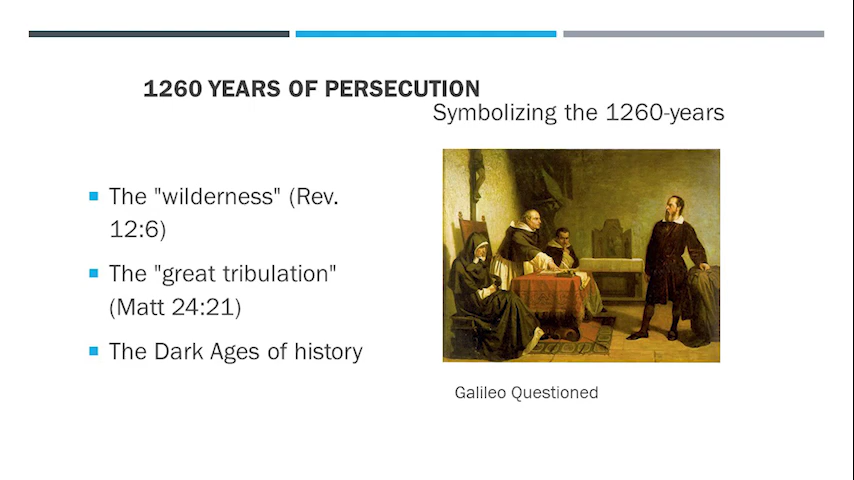 1260 YEARS OF PERSECUTION
Symbolizing the 1260-years
The "wilderness" (Rev.
12:6)
The "great tribulation"
(Matt 24:21)
The Dark Ages of history
Galileo Questioned